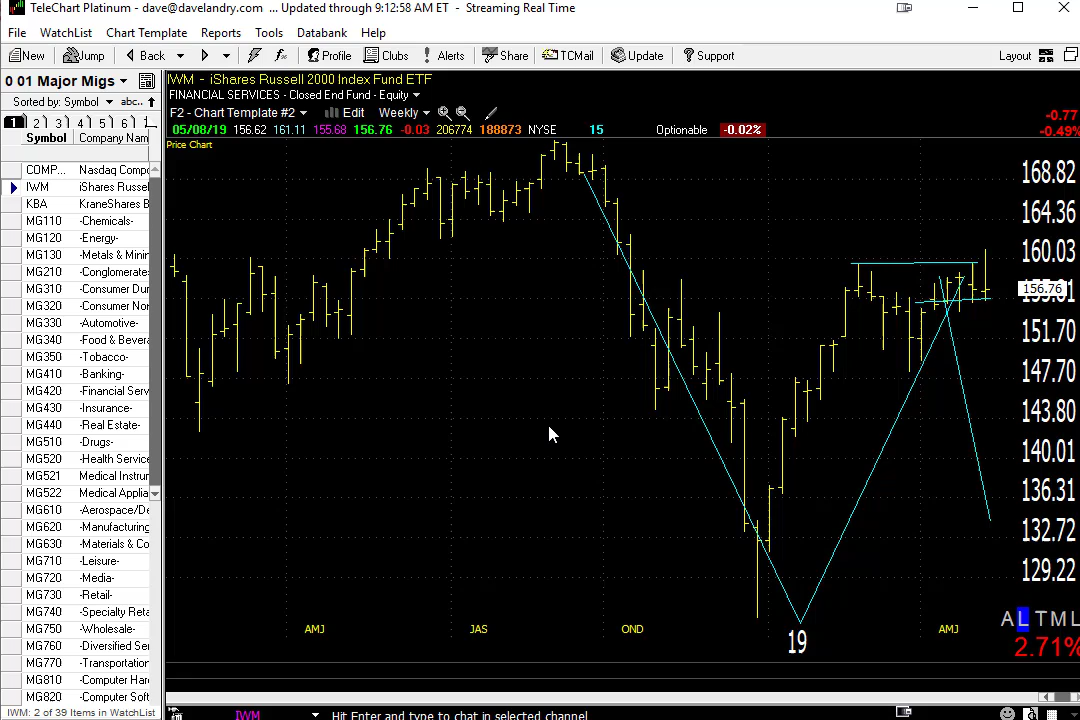 TeleChart Platinum - dave@davelandry.com ... Updated through 9:12:58 AM ET - Streaming Real Time
File WatchList Chart Template Reports Tools Databank Help
New Jump Back Profile Clubs Alerts Share TCMail Update Support Layout
0 01 Major Migs
IWM - iShares Russell 2000 Index Fund ETF
FINANCIAL SERVICES - Closed End Fund - Equity
Sorted by: Symbol abc..
F2 - Chart Template #2 Edit Weekly
-0.77
1 2 3 4 5 6
05/08/19 156.62 161.11 155.68 156.76 -0.03 206774 188873 NYSE 15 Optionable -0.02%
-0.49%
Symbol Company Nam
Price Chart
COMP... Nasdaq Compo
IWM iShares Russel
KBA KraneShares B
MG110 -Chemicals-
MG120 -Energy-
MG130 -Metals & Minin
MG210 -Conglomerate
MG310 -Consumer Dur
MG320 -Consumer Non
MG330 -Automotive-
MG340 -Food & Bevera
MG350 -Tobacco-
MG410 -Banking-
MG420 -Financial Serv
MG430 -Insurance-
MG440 -Real Estate-
MG510 -Drugs-
MG520 -Health Service
MG521 Medical Instrum
MG522 Medical Applia
MG610 -Aerospace/De
MG620 -Manufacturing
MG630 -Materials & Co
MG710 -Leisure-
MG720 -Media-
MG730 -Retail-
MG740 -Specialty Reta
MG750 -Wholesale-
MG760 -Diversified Ser
MG770 -Transportation
MG810 -Computer Hard
MG820 -Computer Soft
168.82
164.36
160.03
156.76
151.70
147.70
143.80
140.01
136.31
132.72
129.22
AMJ JAS OND 19 AMJ
A L T M L
2.71%
IWM: 2 of 39 Items in WatchList
IWM Hit Enter and type to chat in selected channel